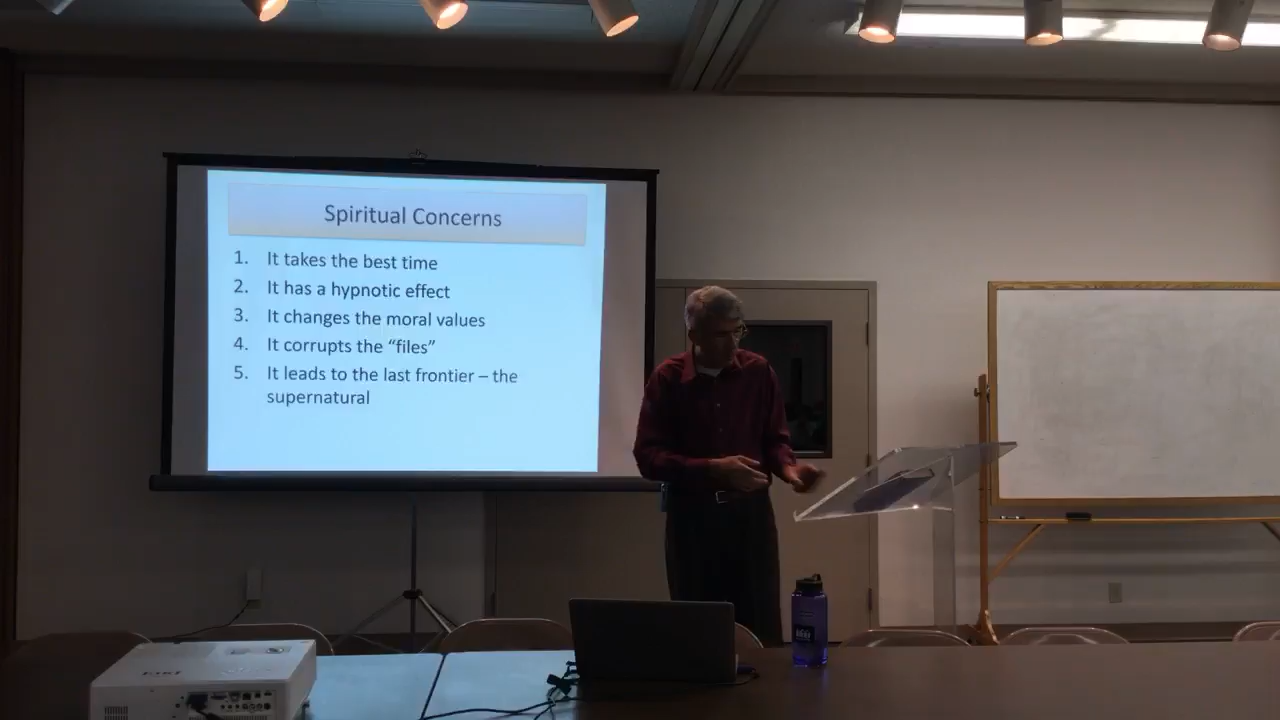 Spiritual Concerns
1. It takes the best time
2. It has a hypnotic effect
3. It changes the moral values
4. It corrupts the “files”
5. It leads to the last frontier – the
supernatural